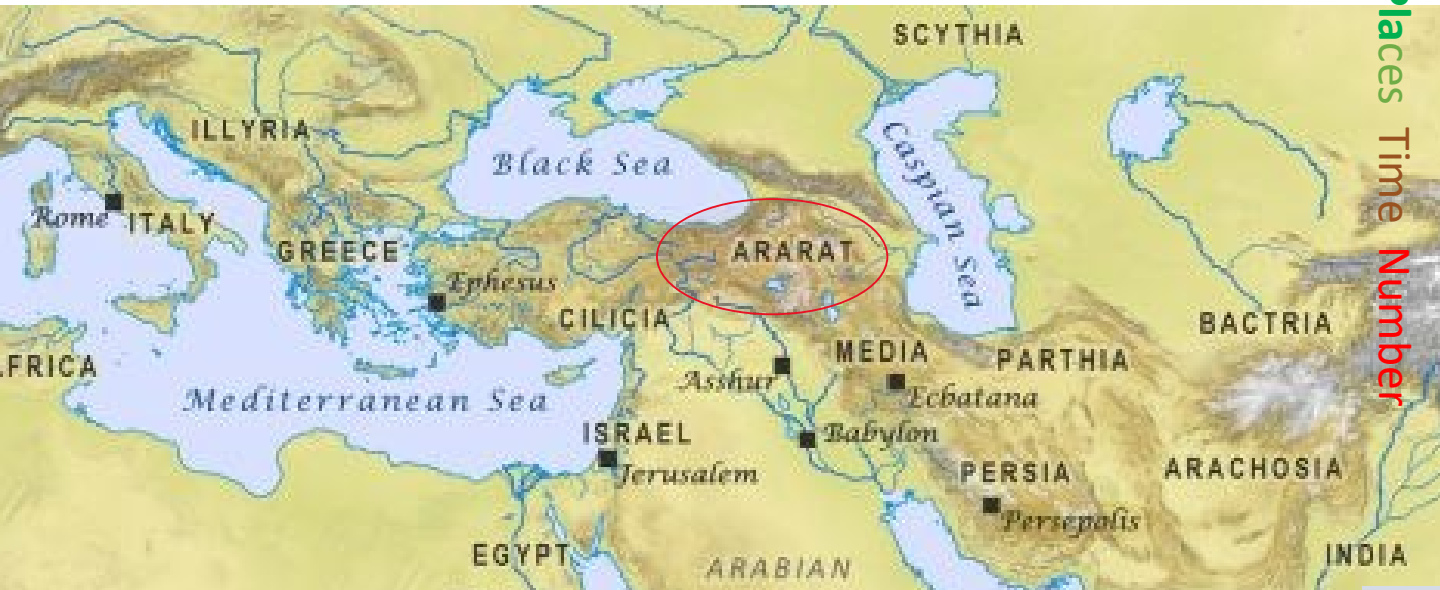 SCYTHIA
ILLYRIA
Black Sea
Caspian Sea
Rome
ITALY
GREECE
ARARAT
Ephesus
CILICIA
BACTRIA
AFRICA
MEDIA
PARTHIA
Asshur
Ecbatana
Mediterranean Sea
ISRAEL
Babylon
Jerusalem
PERSIA
ARACHOSIA
Persepolis
EGYPT
ARABIAN
INDIA
Places Time Number